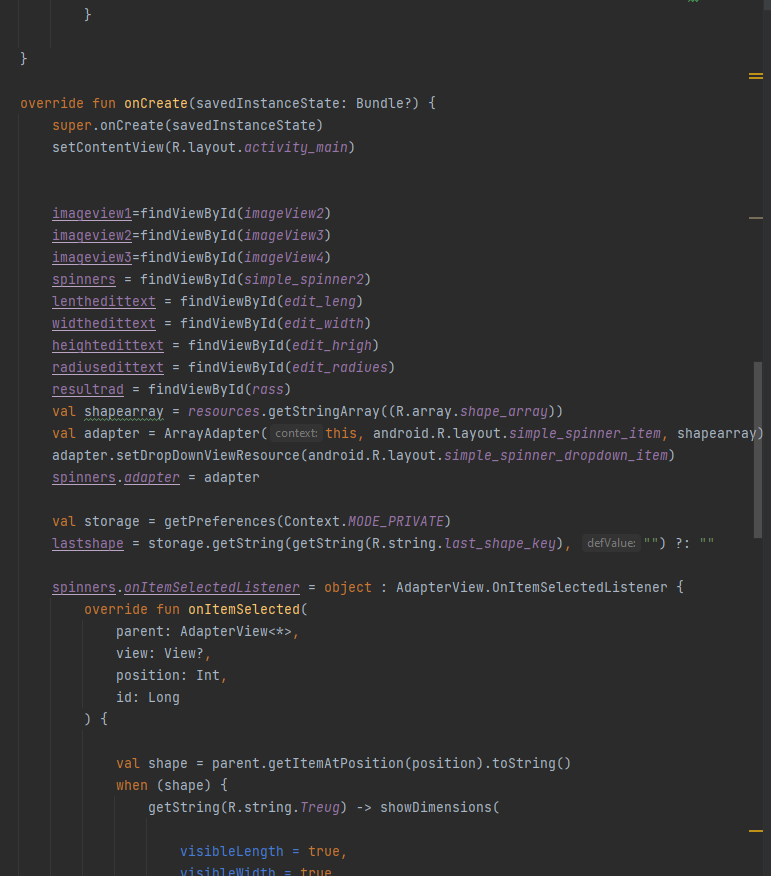 }
}
override fun onCreate(savedInstanceState: Bundle?) {
super.onCreate(savedInstanceState)
setContentView(R.layout.activity_main)
imageview1=findViewById(imageView2)
imageview2=findViewById(imageView3)
imageview3=findViewById(imageView4)
spinners = findViewById(simple_spinner2)
lenthedittext = findViewById(edit_leng)
widthedittext = findViewById(edit_width)
heightedittext = findViewById(edit_hrigh)
radiusedittext = findViewById(edit_radives)
resultrad = findViewById(rass)
val shapearray = resources.getStringArray((R.array.shape_array))
val adapter = ArrayAdapter( context: this, android.R.layout.simple_spinner_item, shapearray)
adapter.setDropDownViewResource(android.R.layout.simple_spinner_dropdown_item)
spinners.adapter = adapter
val storage = getPreferences(Context.MODE_PRIVATE)
lastshape = storage.getString(getString(R.string.last_shape_key), defValue: "") ?: ""
spinners.onItemSelectedListener = object : AdapterView.OnItemSelectedListener {
override fun onItemSelected(
parent: AdapterView<*>,
view: View?,
position: Int,
id: Long
) {
val shape = parent.getItemAtPosition(position).toString()
when (shape) {
getString(R.string.Treug) -> showDimensions(
visibleLength = true,
visibleWidth = true